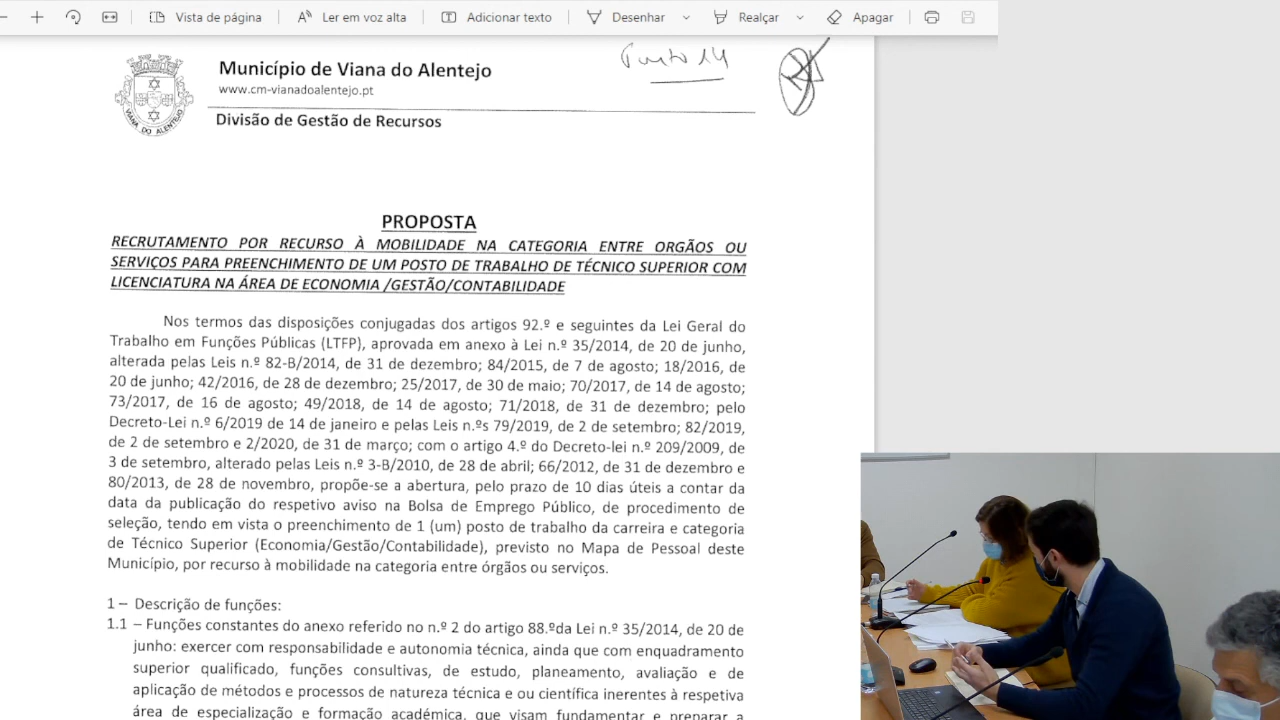 Vista de página
Ler em voz alta
Adicionar texto
Desenhar
Realçar
Apagar
Ponto 14
Município de Viana do Alentejo
www.cm-vianadoalentejo.pt
Divisão de Gestão de Recursos
VIANA DO ALENTEJO
PROPOSTA
RECRUTAMENTO POR RECURSO À MOBILIDADE NA CATEGORIA ENTRE ORGÃOS OU
SERVIÇOS PARA PREENCHIMENTO DE UM POSTO DE TRABALHO DE TÉCNICO SUPERIOR COM
LICENCIATURA NA ÁREA DE ECONOMIA /GESTÃO/CONTABILIDADE
Nos termos das disposições conjugadas dos artigos 92.º e seguintes da Lei Geral do
Trabalho em Funções Públicas (LTFP), aprovada em anexo à Lei n.º 35/2014, de 20 de junho,
alterada pelas Leis n.º 82-B/2014, de 31 de dezembro; 84/2015, de 7 de agosto; 18/2016, de
20 de junho; 42/2016, de 28 de dezembro; 25/2017, de 30 de maio; 70/2017, de 14 de agosto;
73/2017, de 16 de agosto; 49/2018, de 14 de agosto; 71/2018, de 31 de dezembro; pelo
Decreto-Lei n.º 6/2019 de 14 de janeiro e pelas Leis n.ºs 79/2019, de 2 de setembro; 82/2019,
de 2 de setembro e 2/2020, de 31 de março; com o artigo 4.º do Decreto-lei n.º 209/2009, de
3 de setembro, alterado pelas Leis n.º 3-B/2010, de 28 de abril; 66/2012, de 31 de dezembro e
80/2013, de 28 de novembro, propõe-se a abertura, pelo prazo de 10 dias úteis a contar da
data da publicação do respetivo aviso na Bolsa de Emprego Público, de procedimento de
seleção, tendo em vista o preenchimento de 1 (um) posto de trabalho da carreira e categoria
de Técnico Superior (Economia/Gestão/Contabilidade), previsto no Mapa de Pessoal deste
Município, por recurso à mobilidade na categoria entre órgãos ou serviços.
1 – Descrição de funções:
1.1 – Funções constantes do anexo referido no n.º 2 do artigo 88.ºda Lei n.º 35/2014, de 20 de
junho: exercer com responsabilidade e autonomia técnica, ainda que com enquadramento
superior qualificado, funções consultivas, de estudo, planeamento, avaliação e de
aplicação de métodos e processos de natureza técnica e ou científica inerentes à respetiva
área de especialização e formação académica, que visam fundamentar e preparar a